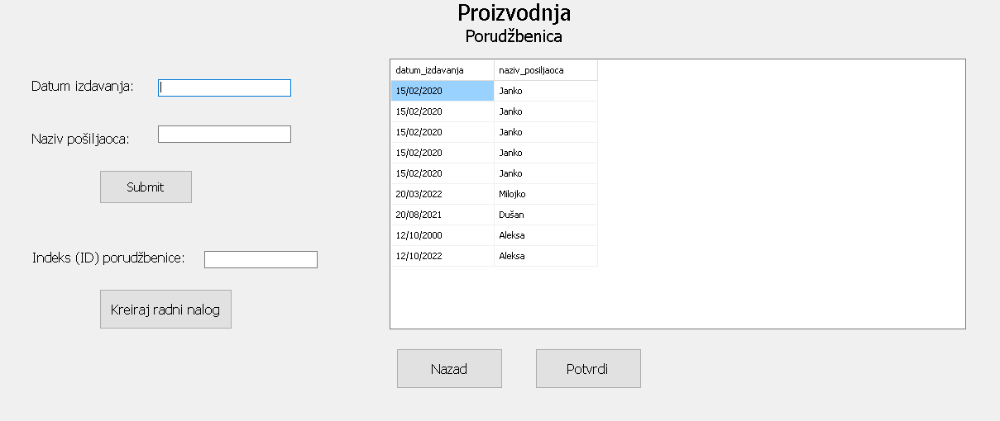 Proizvodnja
Porudžbenica
Datum izdavanja:
Naziv pošiljaoca:
Submit
Indeks (ID) porudžbenice:
Kreiraj radni nalog
datum_izdavanja naziv_posiljaoca
15/02/2020 Janko
15/02/2020 Janko
15/02/2020 Janko
15/02/2020 Janko
15/02/2020 Janko
20/03/2022 Milojko
20/08/2021 Dušan
12/10/2000 Aleksa
12/10/2022 Aleksa
Nazad
Potvrdi